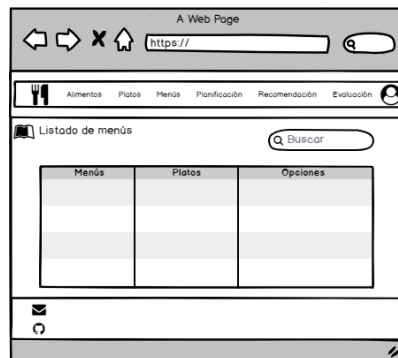 A Web Page
https://
Alimentos Platos Menús Planificación Recomendación Evaluación
Listado de menús
Buscar
Menús Platos Opciones